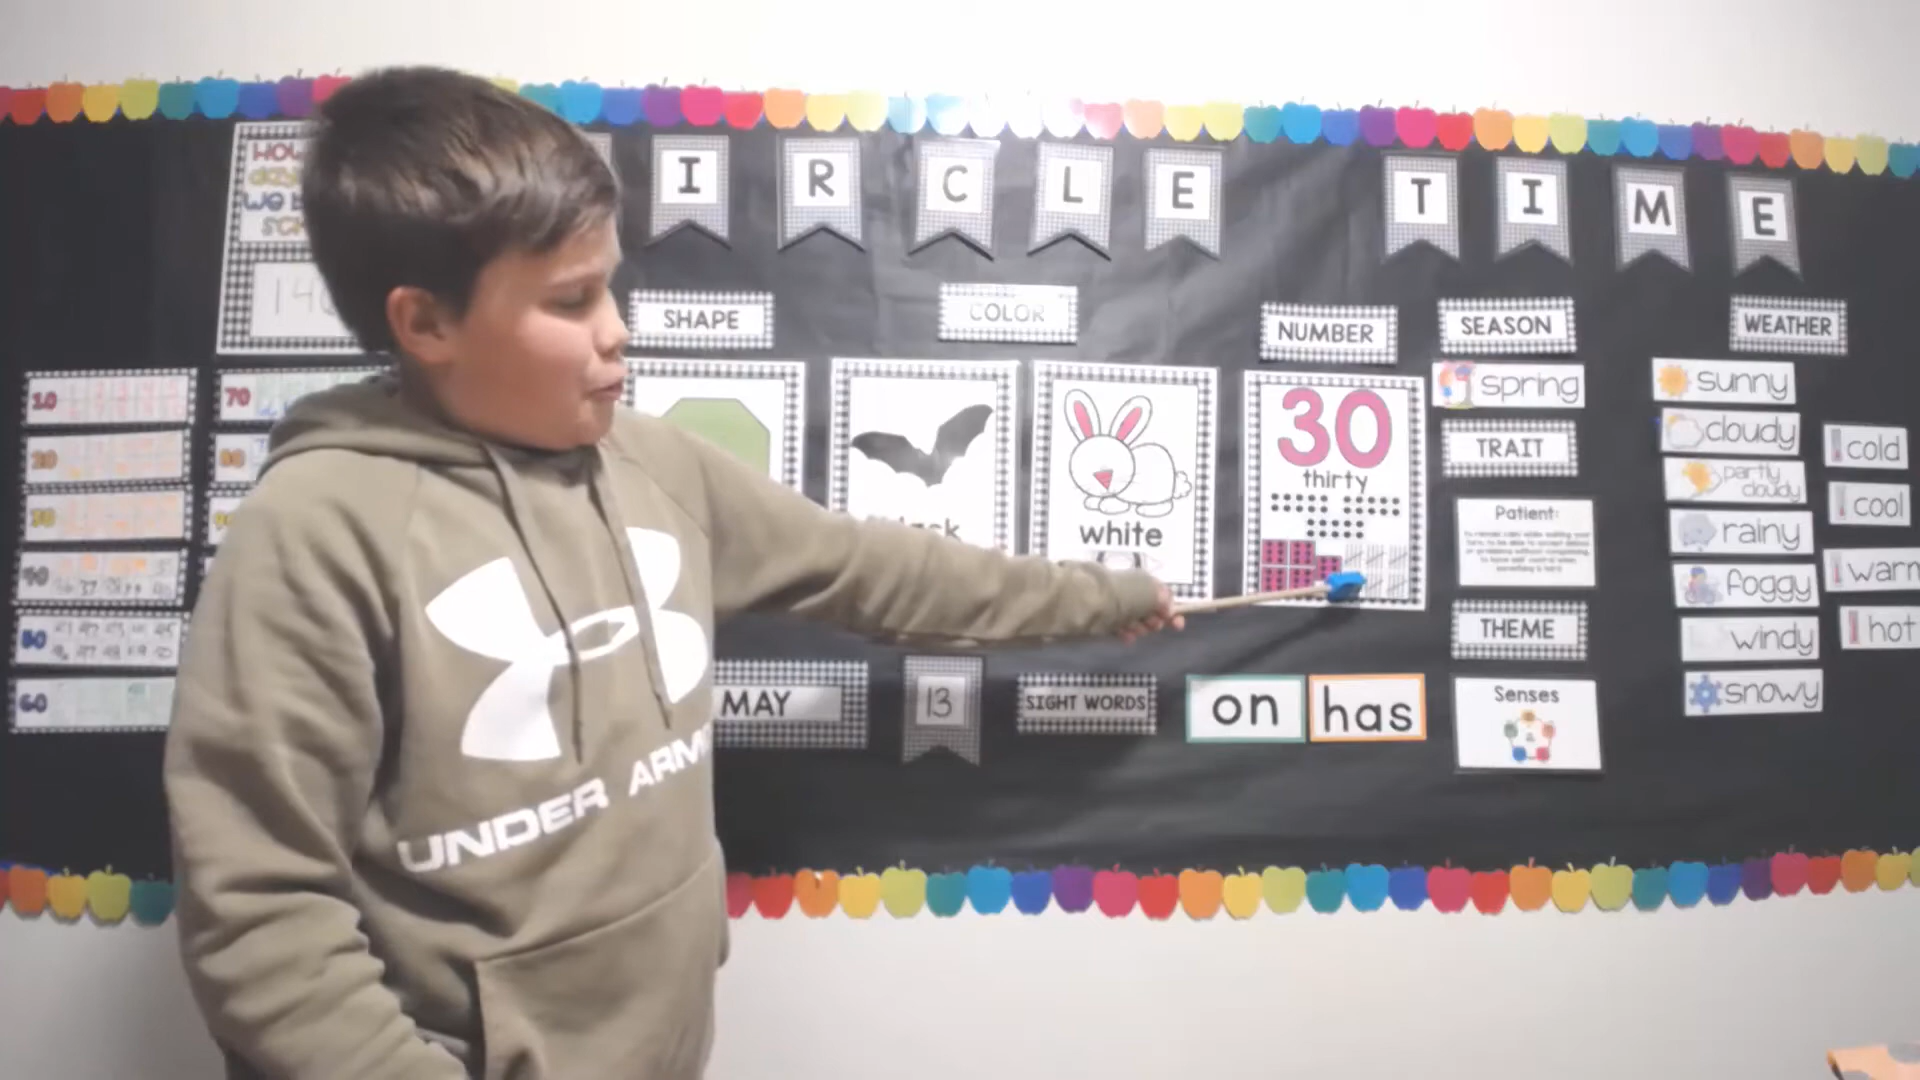 I R C L E T I M E
SHAPE
COLOR
NUMBER
SEASON
WEATHER
10
20
30
40
50
60
70
80
white
30
thirty
spring
TRAIT
Patient:
THEME
Senses
sunny
cloudy
partly
cloudy
rainy
foggy
windy
snowy
cold
cool
warm
hot
MAY
13
SIGHT WORDS
on
has
UNDER ARM